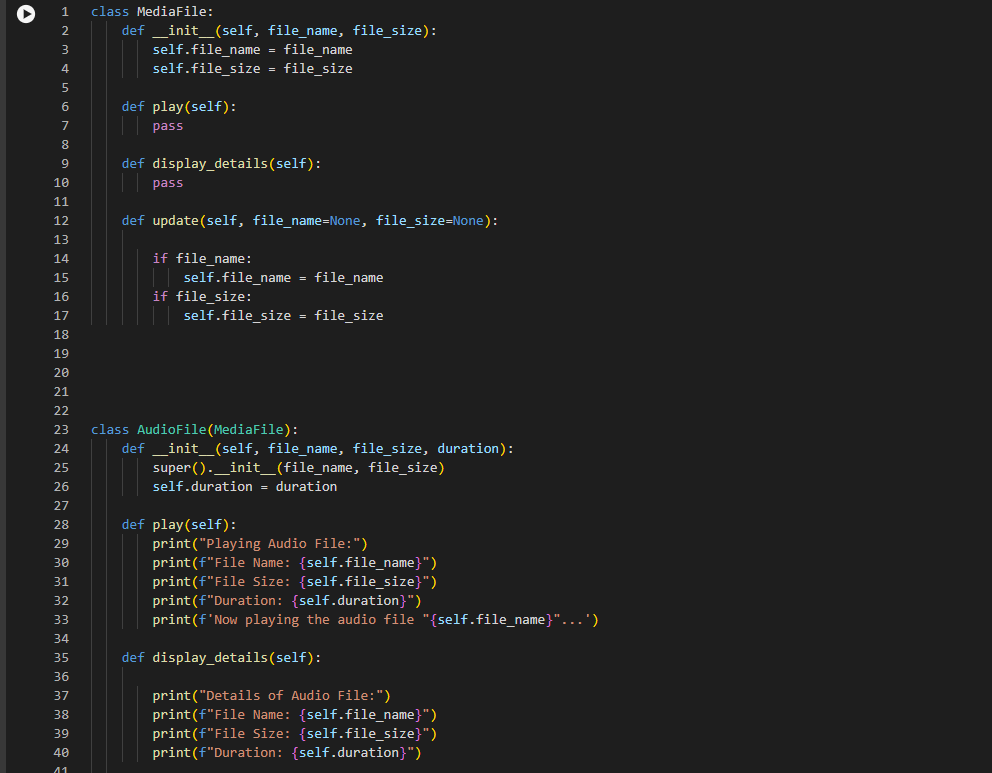 1 class MediaFile:
2     def __init__(self, file_name, file_size):
3         self.file_name = file_name
4         self.file_size = file_size
5
6     def play(self):
7         pass
8
9     def display_details(self):
10         pass
11
12     def update(self, file_name=None, file_size=None):
13
14         if file_name:
15             self.file_name = file_name
16         if file_size:
17             self.file_size = file_size
18
19
20
21
22
23 class AudioFile(MediaFile):
24     def __init__(self, file_name, file_size, duration):
25         super().__init__(file_name, file_size)
26         self.duration = duration
27
28     def play(self):
29         print("Playing Audio File:")
30         print(f"File Name: {self.file_name}")
31         print(f"File Size: {self.file_size}")
32         print(f"Duration: {self.duration}")
33         print(f'Now playing the audio file "{self.file_name}"...')
34
35     def display_details(self):
36
37         print("Details of Audio File:")
38         print(f"File Name: {self.file_name}")
39         print(f"File Size: {self.file_size}")
40         print(f"Duration: {self.duration}")
41